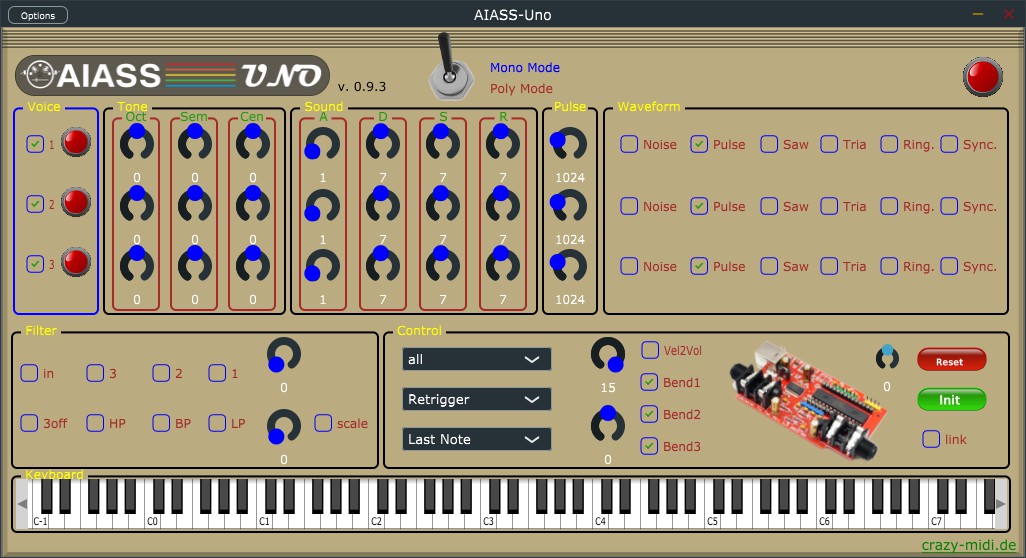 Options
AIASS-Uno
AIASS UNO
v. 0.9.3
Mono Mode
Poly Mode
Voice
Tone
Sound
Pulse
Waveform
Oct Sem Cen A D S R
1 Noise Pulse Saw Tria Ring. Sync.
0 0 0 1 7 7 7 1024
2 Noise Pulse Saw Tria Ring. Sync.
0 0 0 1 7 7 7 1024
3 Noise Pulse Saw Tria Ring. Sync.
0 0 0 1 7 7 7 1024
Filter
in 3 2 1
0
3off HP BP LP
0
scale
Control
all
Retrigger
Last Note
15
0
Vel2Vol
Bend1
Bend2
Bend3
0
Reset
Init
link
Keyboard
C-1 C0 C1 C2 C3 C4 C5 C6 C7
crazy-midi.de